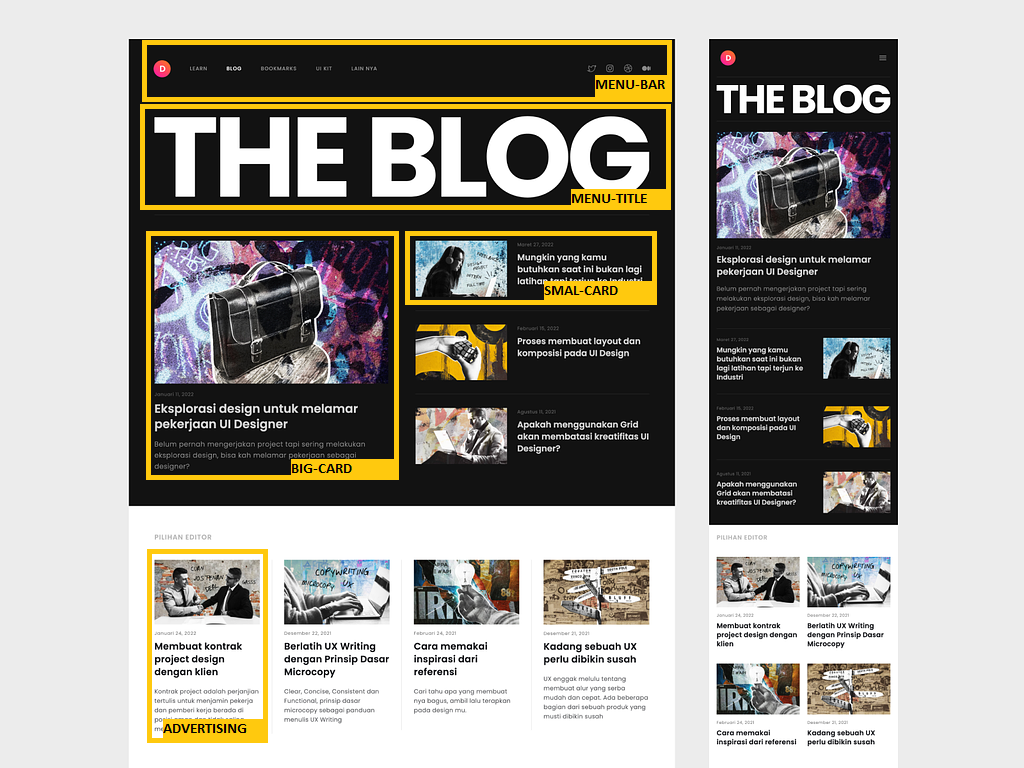 D
LEARN
BLOG
BOOKMARKS
UI KIT
LAIN NYA
MENU-BAR
THE BLOG
MENU-TITLE
Januari 11, 2022
Eksplorasi design untuk melamar
pekerjaan UI Designer
Belum pernah mengerjakan project tapi sering melakukan
eksplorasi design, bisa kah melamar pekerjaan sebagai
designer?
BIG-CARD
Maret 27, 2022
Mungkin yang kamu
butuhkan saat ini bukan lagi
latihan tapi terjun ke Industri
SMAL-CARD
Februari 15, 2022
Proses membuat layout dan
komposisi pada UI Design
Agustus 11, 2021
Apakah menggunakan Grid
akan membatasi kreatifitas UI
Designer?
PILIHAN EDITOR
Januari 24, 2022
Membuat kontrak
project design
dengan klien
Kontrak project adalah perjanjian
tertulis untuk menjamin pekerja
dan pemberi kerja berada di
ADVERTISING
COPYWRITING
MICROCOPY UX
Desember 22, 2021
Berlatih UX Writing
dengan Prinsip Dasar
Microcopy
Clear, Concise, Consistent dan
Functional, prinsip dasar
microcopy sebagai panduan
menulis UX Writing
Februari 24, 2021
Cara memakai
inspirasi dari
referensi
Cari tahu apa yang membuat
nya bagus, ambil lalu terapkan
pada design mu.
Desember 21, 2021
Kadang sebuah UX
perlu dibikin susah
UX enggak melulu tentang
membuat alur yang serba
mudah dan cepat. Ada beberapa
bagian dari sebuah produk yang
musti dibikin susah
D
THE BLOG
Januari 11, 2022
Eksplorasi design untuk melamar
pekerjaan UI Designer
Belum pernah mengerjakan project tapi sering
melakukan eksplorasi design, bisa kah melamar
pekerjaan sebagai designer?
Maret 27, 2022
Mungkin yang kamu
butuhkan saat ini bukan
lagi latihan tapi terjun ke
Industri
Februari 15, 2022
Proses membuat layout
dan komposisi pada UI
Design
Agustus 11, 2021
Apakah menggunakan
Grid akan membatasi
kreatifitas UI Designer?
PILIHAN EDITOR
Januari 24, 2022
Membuat kontrak
project design dengan
klien
Desember 22, 2021
Berlatih UX Writing
dengan Prinsip Dasar
Microcopy
Februari 24, 2021
Cara memakai
inspirasi dari referensi
Desember 21, 2021
Kadang sebuah UX
perlu dibikin susah